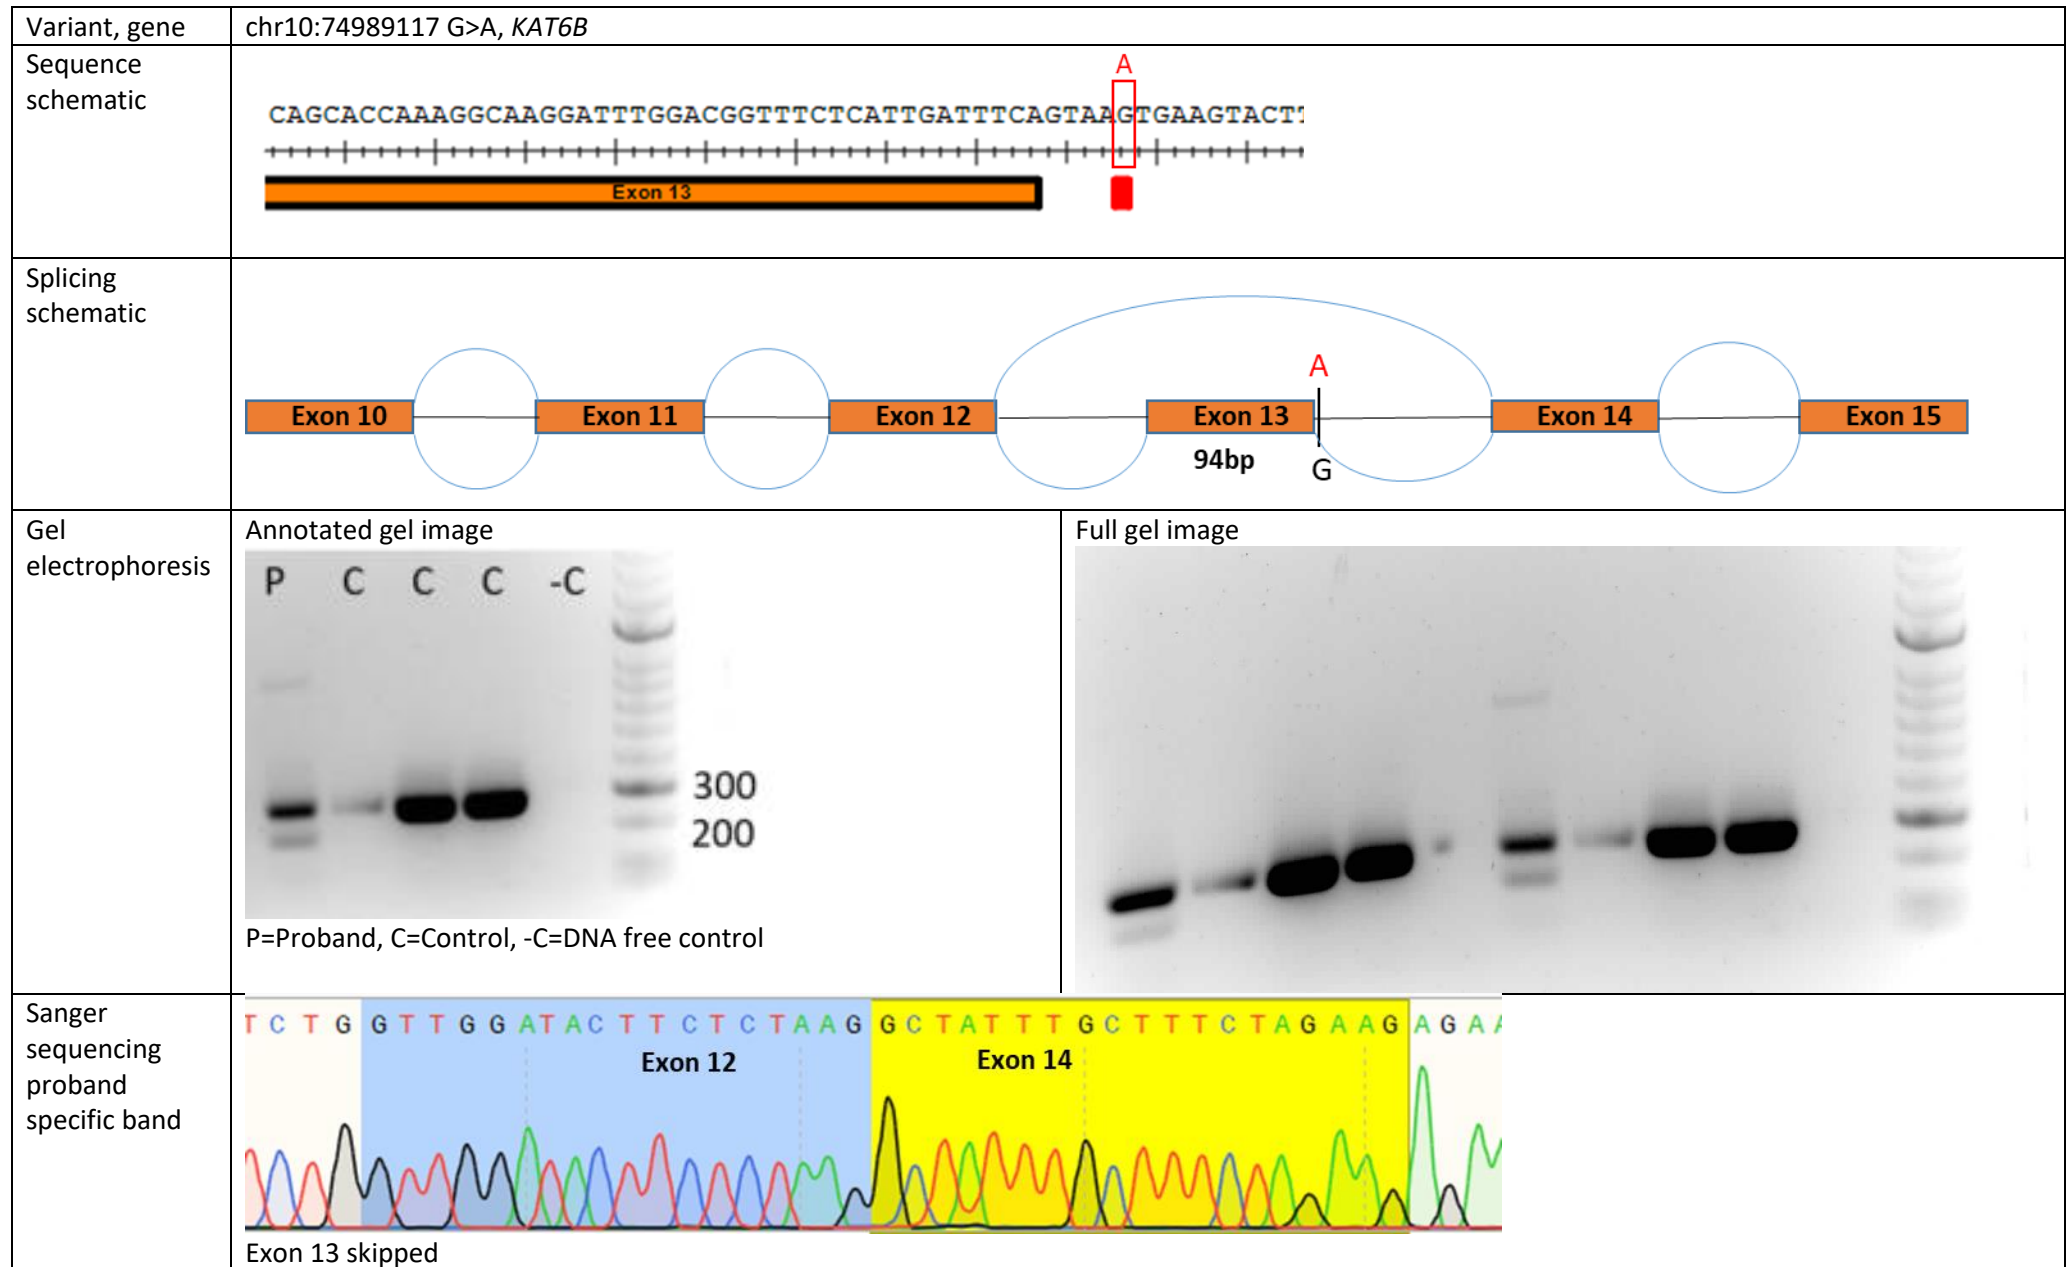 Variant, gene
chr10:74989117 G>A, KAT6B
Sequence
schematic
A
CAGCACCAAAGGCAAGGATTTGGACGGTTTCTCATTGATTTCAGTAAGTGAAGTACTT
Exon 13
Splicing
schematic
A
Exon 10
Exon 11
Exon 12
Exon 13
Exon 14
Exon 15
94bp
G
Gel
electrophoresis
Annotated gel image
P C C C -C
300
200
P=Proband, C=Control, -C=DNA free control
Full gel image
Sanger
sequencing
proband
specific band
T C T G G T T G G A T A C T T C T C T A A G G C T A T T T G C T T T C T A G A A G A G A A
Exon 12
Exon 14
Exon 13 skipped